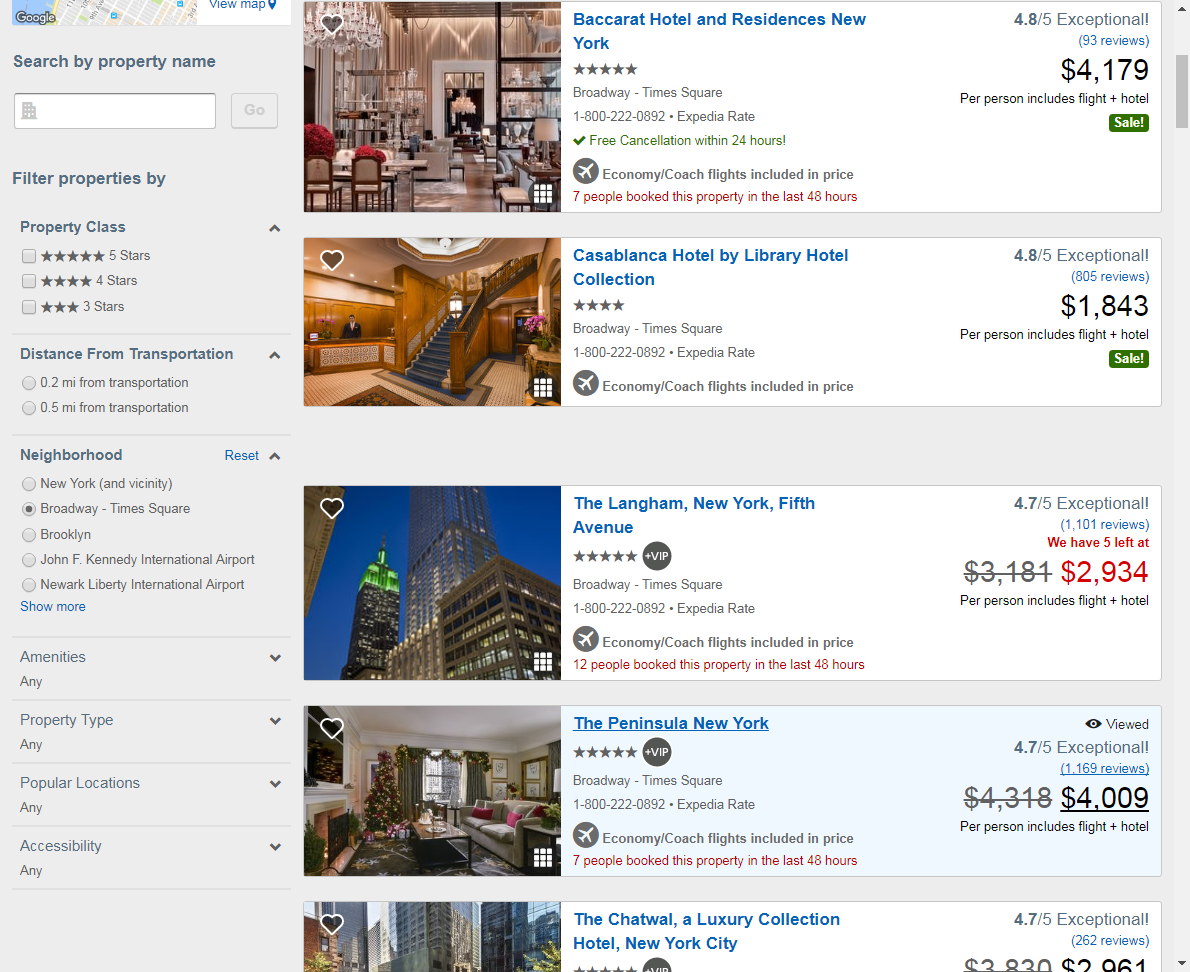 Google
View map
Search by property name
Go
Filter properties by
Property Class
5 Stars
4 Stars
3 Stars
Distance From Transportation
0.2 mi from transportation
0.5 mi from transportation
Neighborhood
Reset
New York (and vicinity)
Broadway - Times Square
Brooklyn
John F. Kennedy International Airport
Newark Liberty International Airport
Show more
Amenities
Any
Property Type
Any
Popular Locations
Any
Accessibility
Any
Baccarat Hotel and Residences New
York
Broadway - Times Square
1-800-222-0892 • Expedia Rate
Free Cancellation within 24 hours!
Economy/Coach flights included in price
7 people booked this property in the last 48 hours
4.8/5 Exceptional!
(93 reviews)
$4,179
Per person includes flight + hotel
Sale!
Casablanca Hotel by Library Hotel
Collection
Broadway - Times Square
1-800-222-0892 • Expedia Rate
Economy/Coach flights included in price
4.8/5 Exceptional!
(805 reviews)
$1,843
Per person includes flight + hotel
Sale!
The Langham, New York, Fifth
Avenue
+VIP
Broadway - Times Square
1-800-222-0892 • Expedia Rate
Economy/Coach flights included in price
12 people booked this property in the last 48 hours
4.7/5 Exceptional!
(1,101 reviews)
We have 5 left at
$3,181 $2,934
Per person includes flight + hotel
The Peninsula New York
+VIP
Broadway - Times Square
1-800-222-0892 • Expedia Rate
Economy/Coach flights included in price
7 people booked this property in the last 48 hours
Viewed
4.7/5 Exceptional!
(1,169 reviews)
$4,318 $4,009
Per person includes flight + hotel
The Chatwal, a Luxury Collection
Hotel, New York City
+VIP
4.7/5 Exceptional!
(262 reviews)
$3,830 $2,961